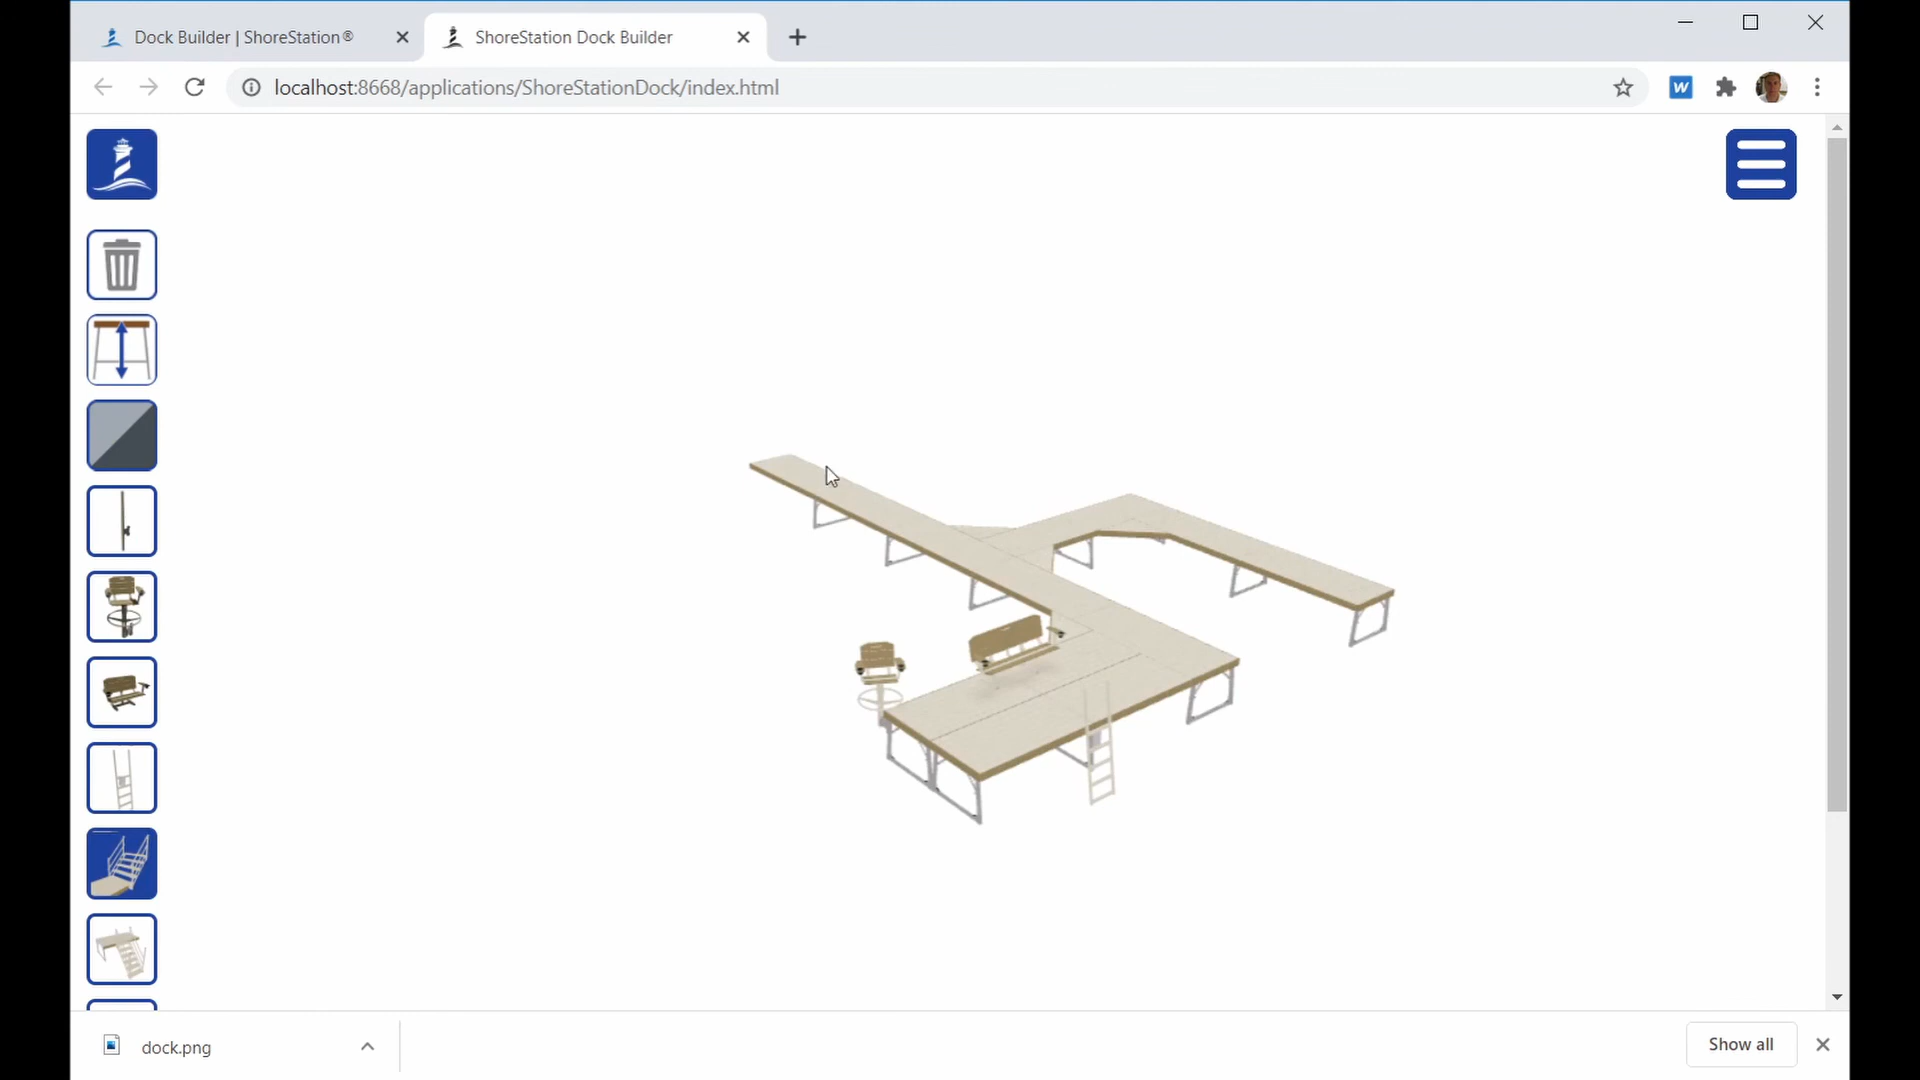 Dock Builder | ShoreStation®
ShoreStation Dock Builder
localhost:8668/applications/ShoreStationDock/index.html
W
dock.png
Show all